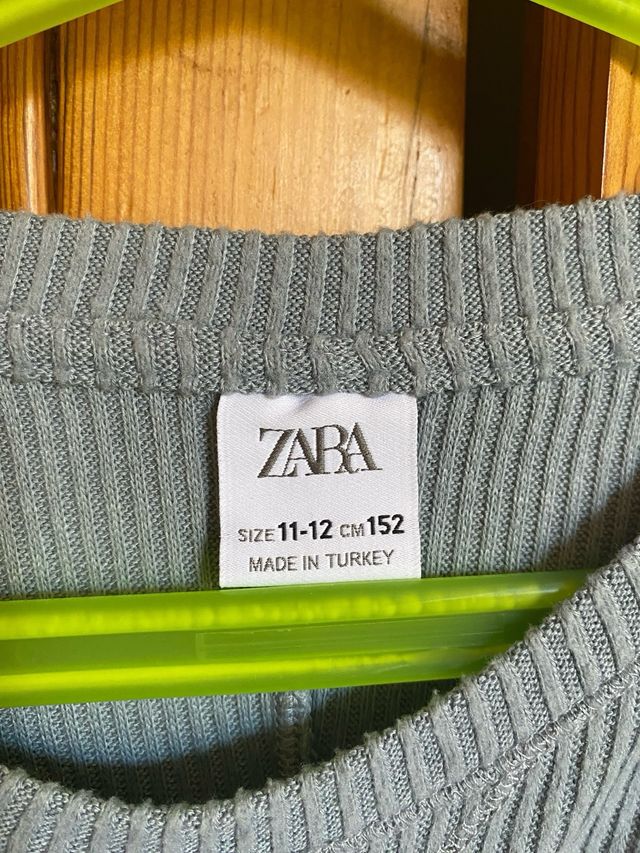 ZARA
SIZE 11-12 CM 152
MADE IN TURKEY